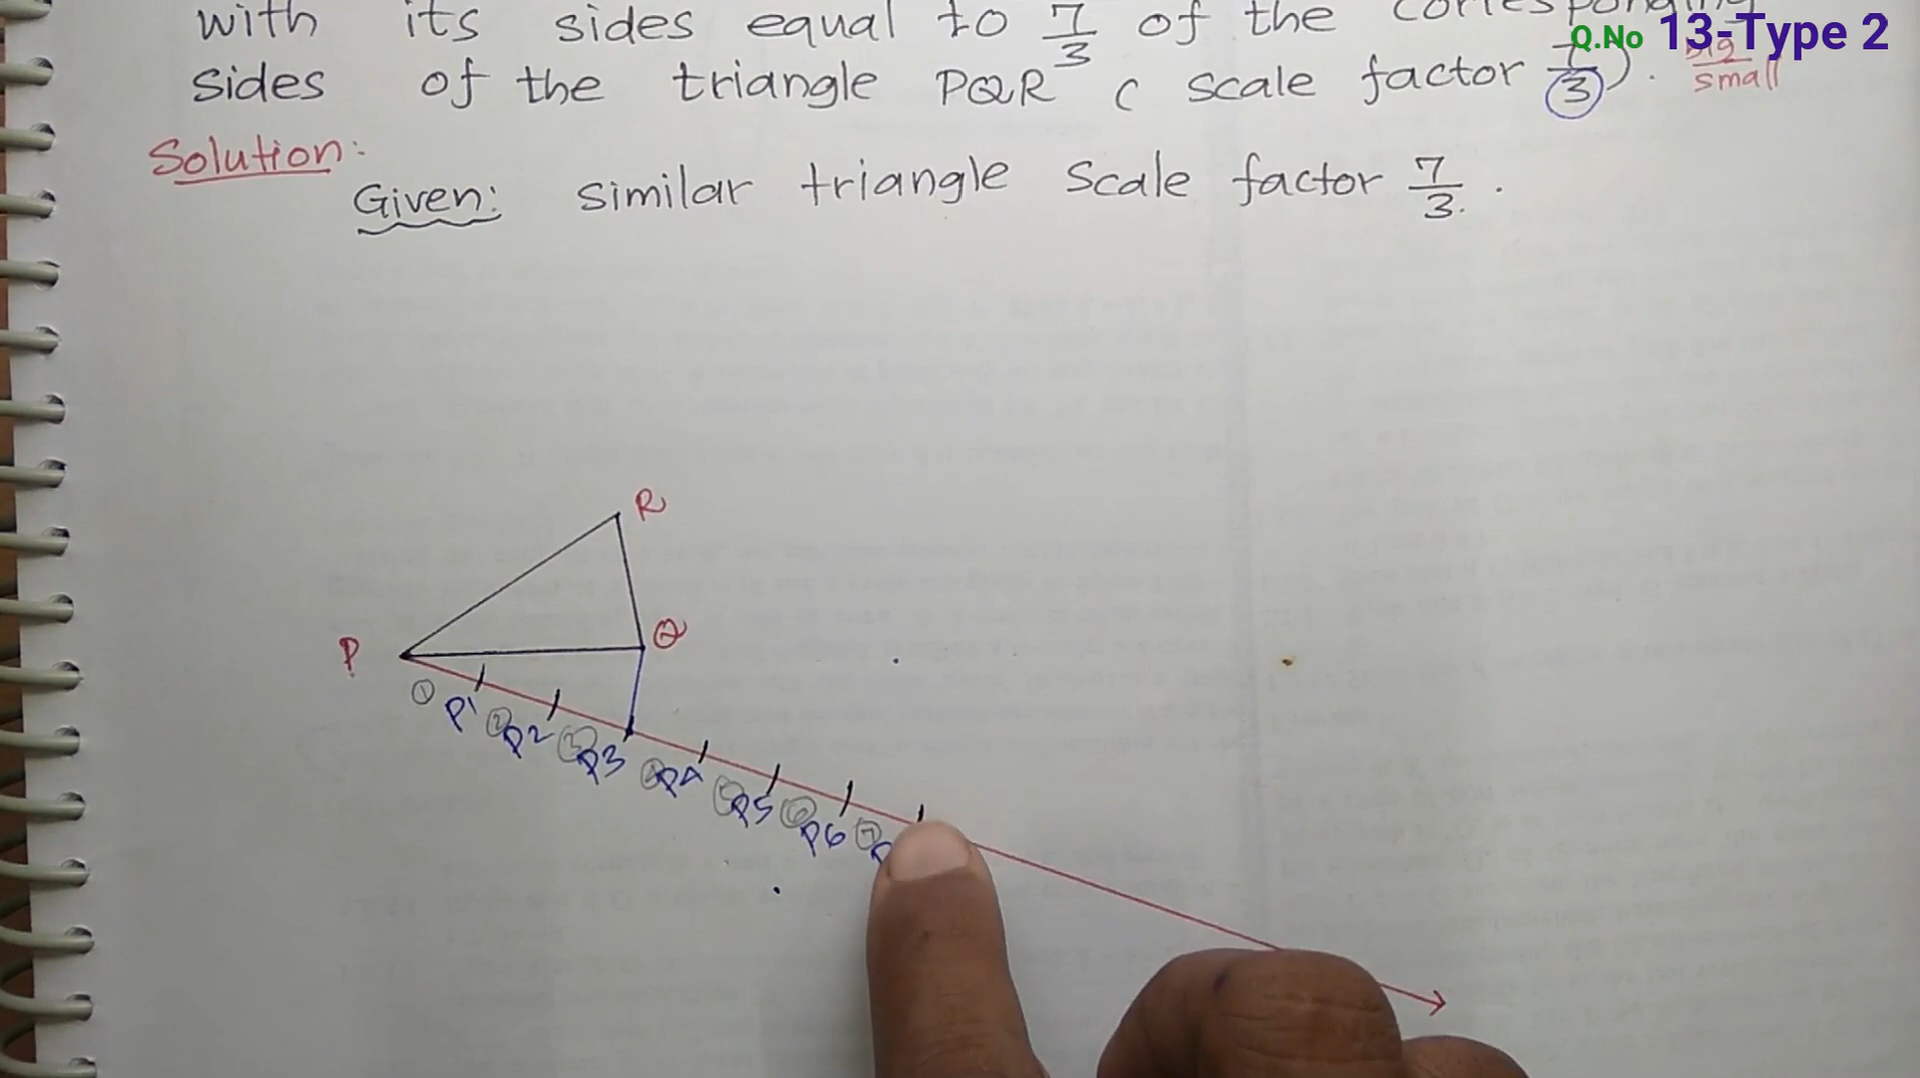 with its sides equal to 7/3 of the corresponding
Q.No 13-Type 2
sides of the triangle PQR ( scale factor 7/3). big/small
Solution:
Given: similar triangle scale factor 7/3.
R
P
Q
① P1 ② P2 ③ P3 ④ P4 ⑤ P5 ⑥ P6 ⑦